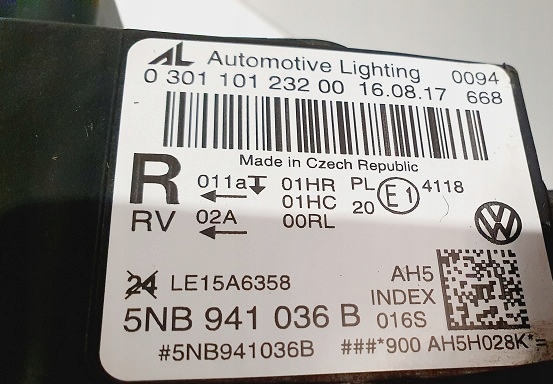 AL Automotive Lighting 0094
0 301 101 232 00 16.08.17 668
Made in Czech Republic
R 011a 01HR PL E1 4118
01HC 20
RV 02A 00RL
24 LE15A6358 AH5
INDEX
5NB 941 036 B 016S
#5NB941036B ###*900 AH5H028K*=